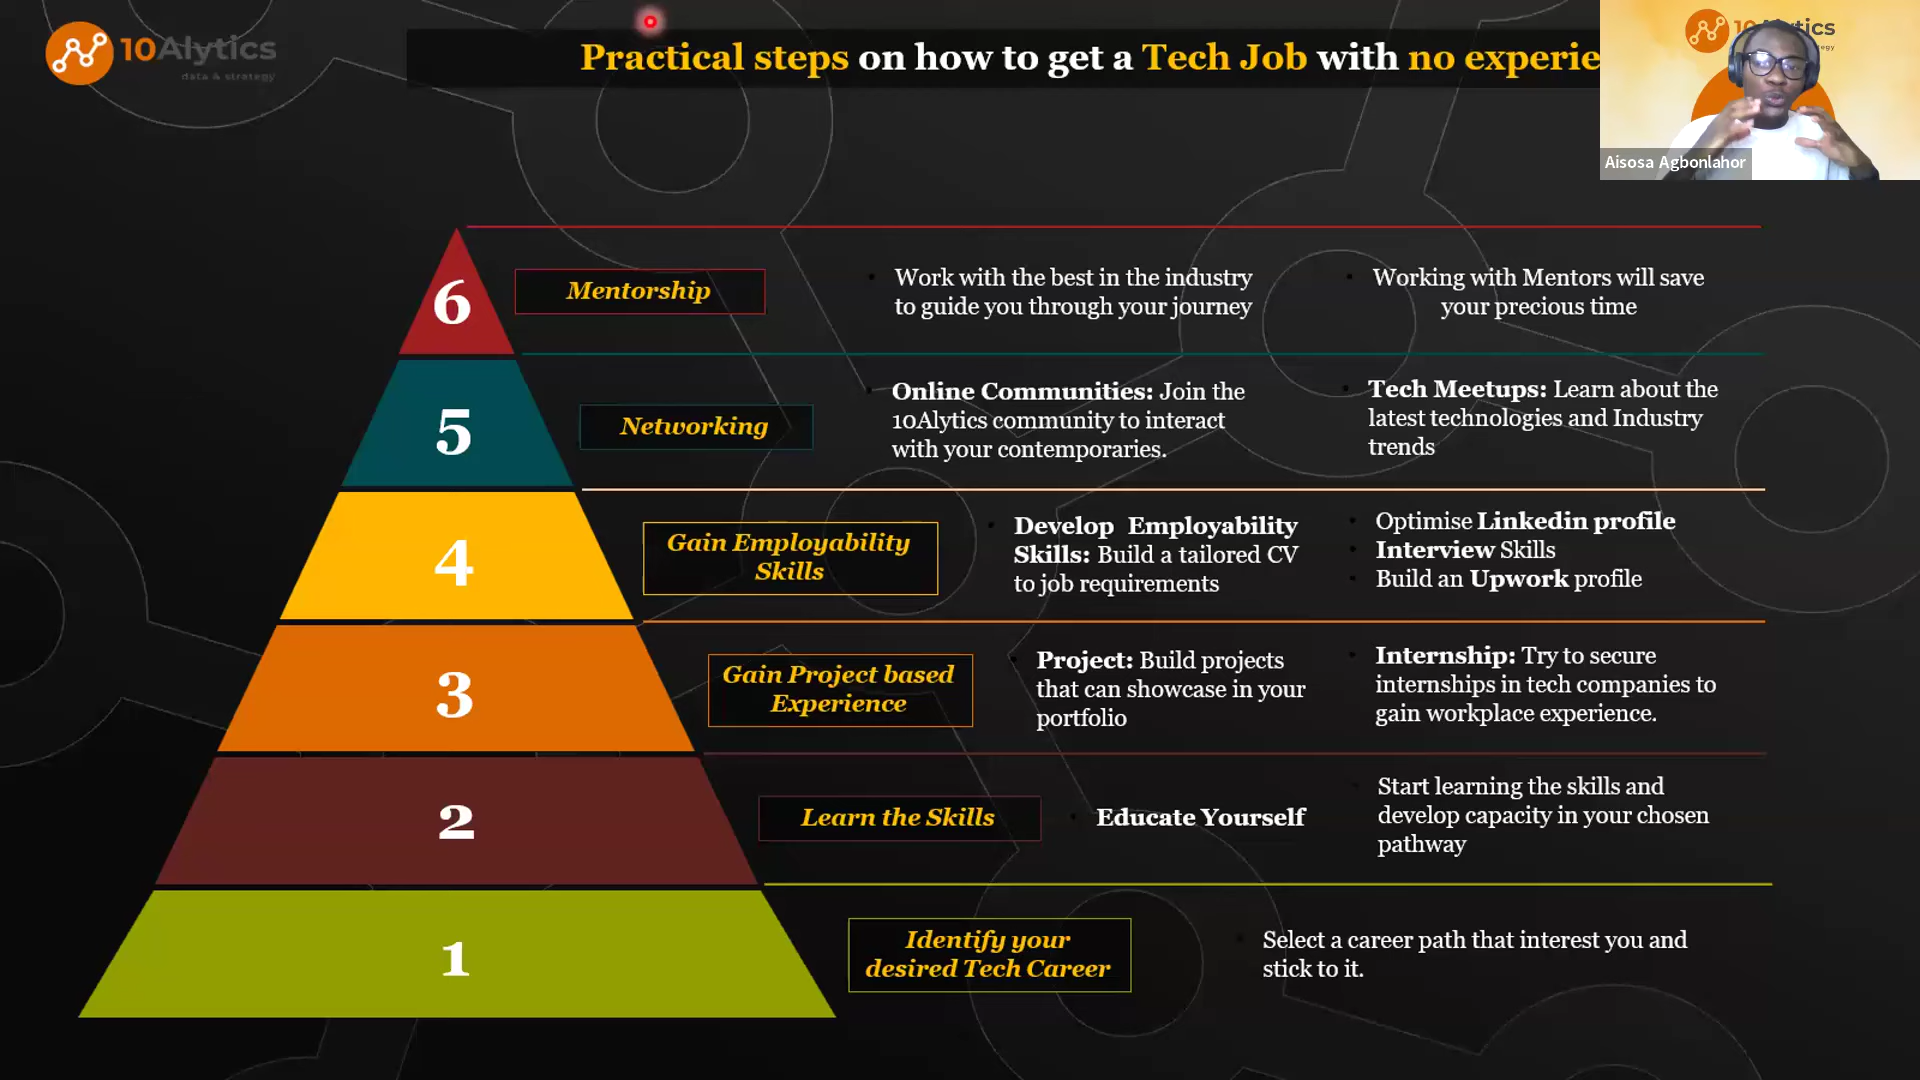 10Alytics
data & strategy
Practical steps on how to get a Tech Job with no experie
Aisosa Agbonlahor
6
Mentorship
Work with the best in the industry
to guide you through your journey
Working with Mentors will save
your precious time
5
Networking
Online Communities: Join the
10Alytics community to interact
with your contemporaries.
Tech Meetups: Learn about the
latest technologies and Industry
trends
4
Gain Employability
Skills
Develop Employability
Skills: Build a tailored CV
to job requirements
Optimise Linkedin profile
Interview Skills
Build an Upwork profile
3
Gain Project based
Experience
Project: Build projects
that can showcase in your
portfolio
Internship: Try to secure
internships in tech companies to
gain workplace experience.
2
Learn the Skills
Educate Yourself
Start learning the skills and
develop capacity in your chosen
pathway
1
Identify your
desired Tech Career
Select a career path that interest you and
stick to it.